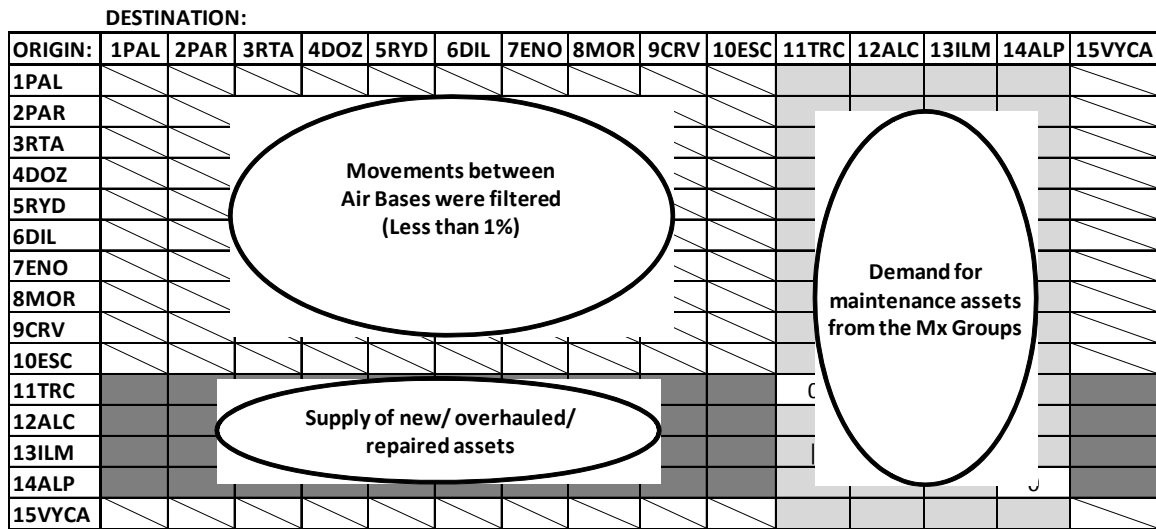 DESTINATION:
ORIGIN: 1PAL 2PAR 3RTA 4DOZ 5RYD 6DIL 7ENO 8MOR 9CRV 10ESC 11TRC 12ALC 13ILM 14ALP 15VYCA
1PAL
2PAR
3RTA
4DOZ
5RYD
6DIL
7ENO
8MOR
9CRV
10ESC
11TRC
12ALC
13ILM
14ALP
15VYCA
Movements between
Air Bases were filtered
(Less than 1%)
Demand for
maintenance assets
from the Mx Groups
Supply of new/ overhauled/
repaired assets